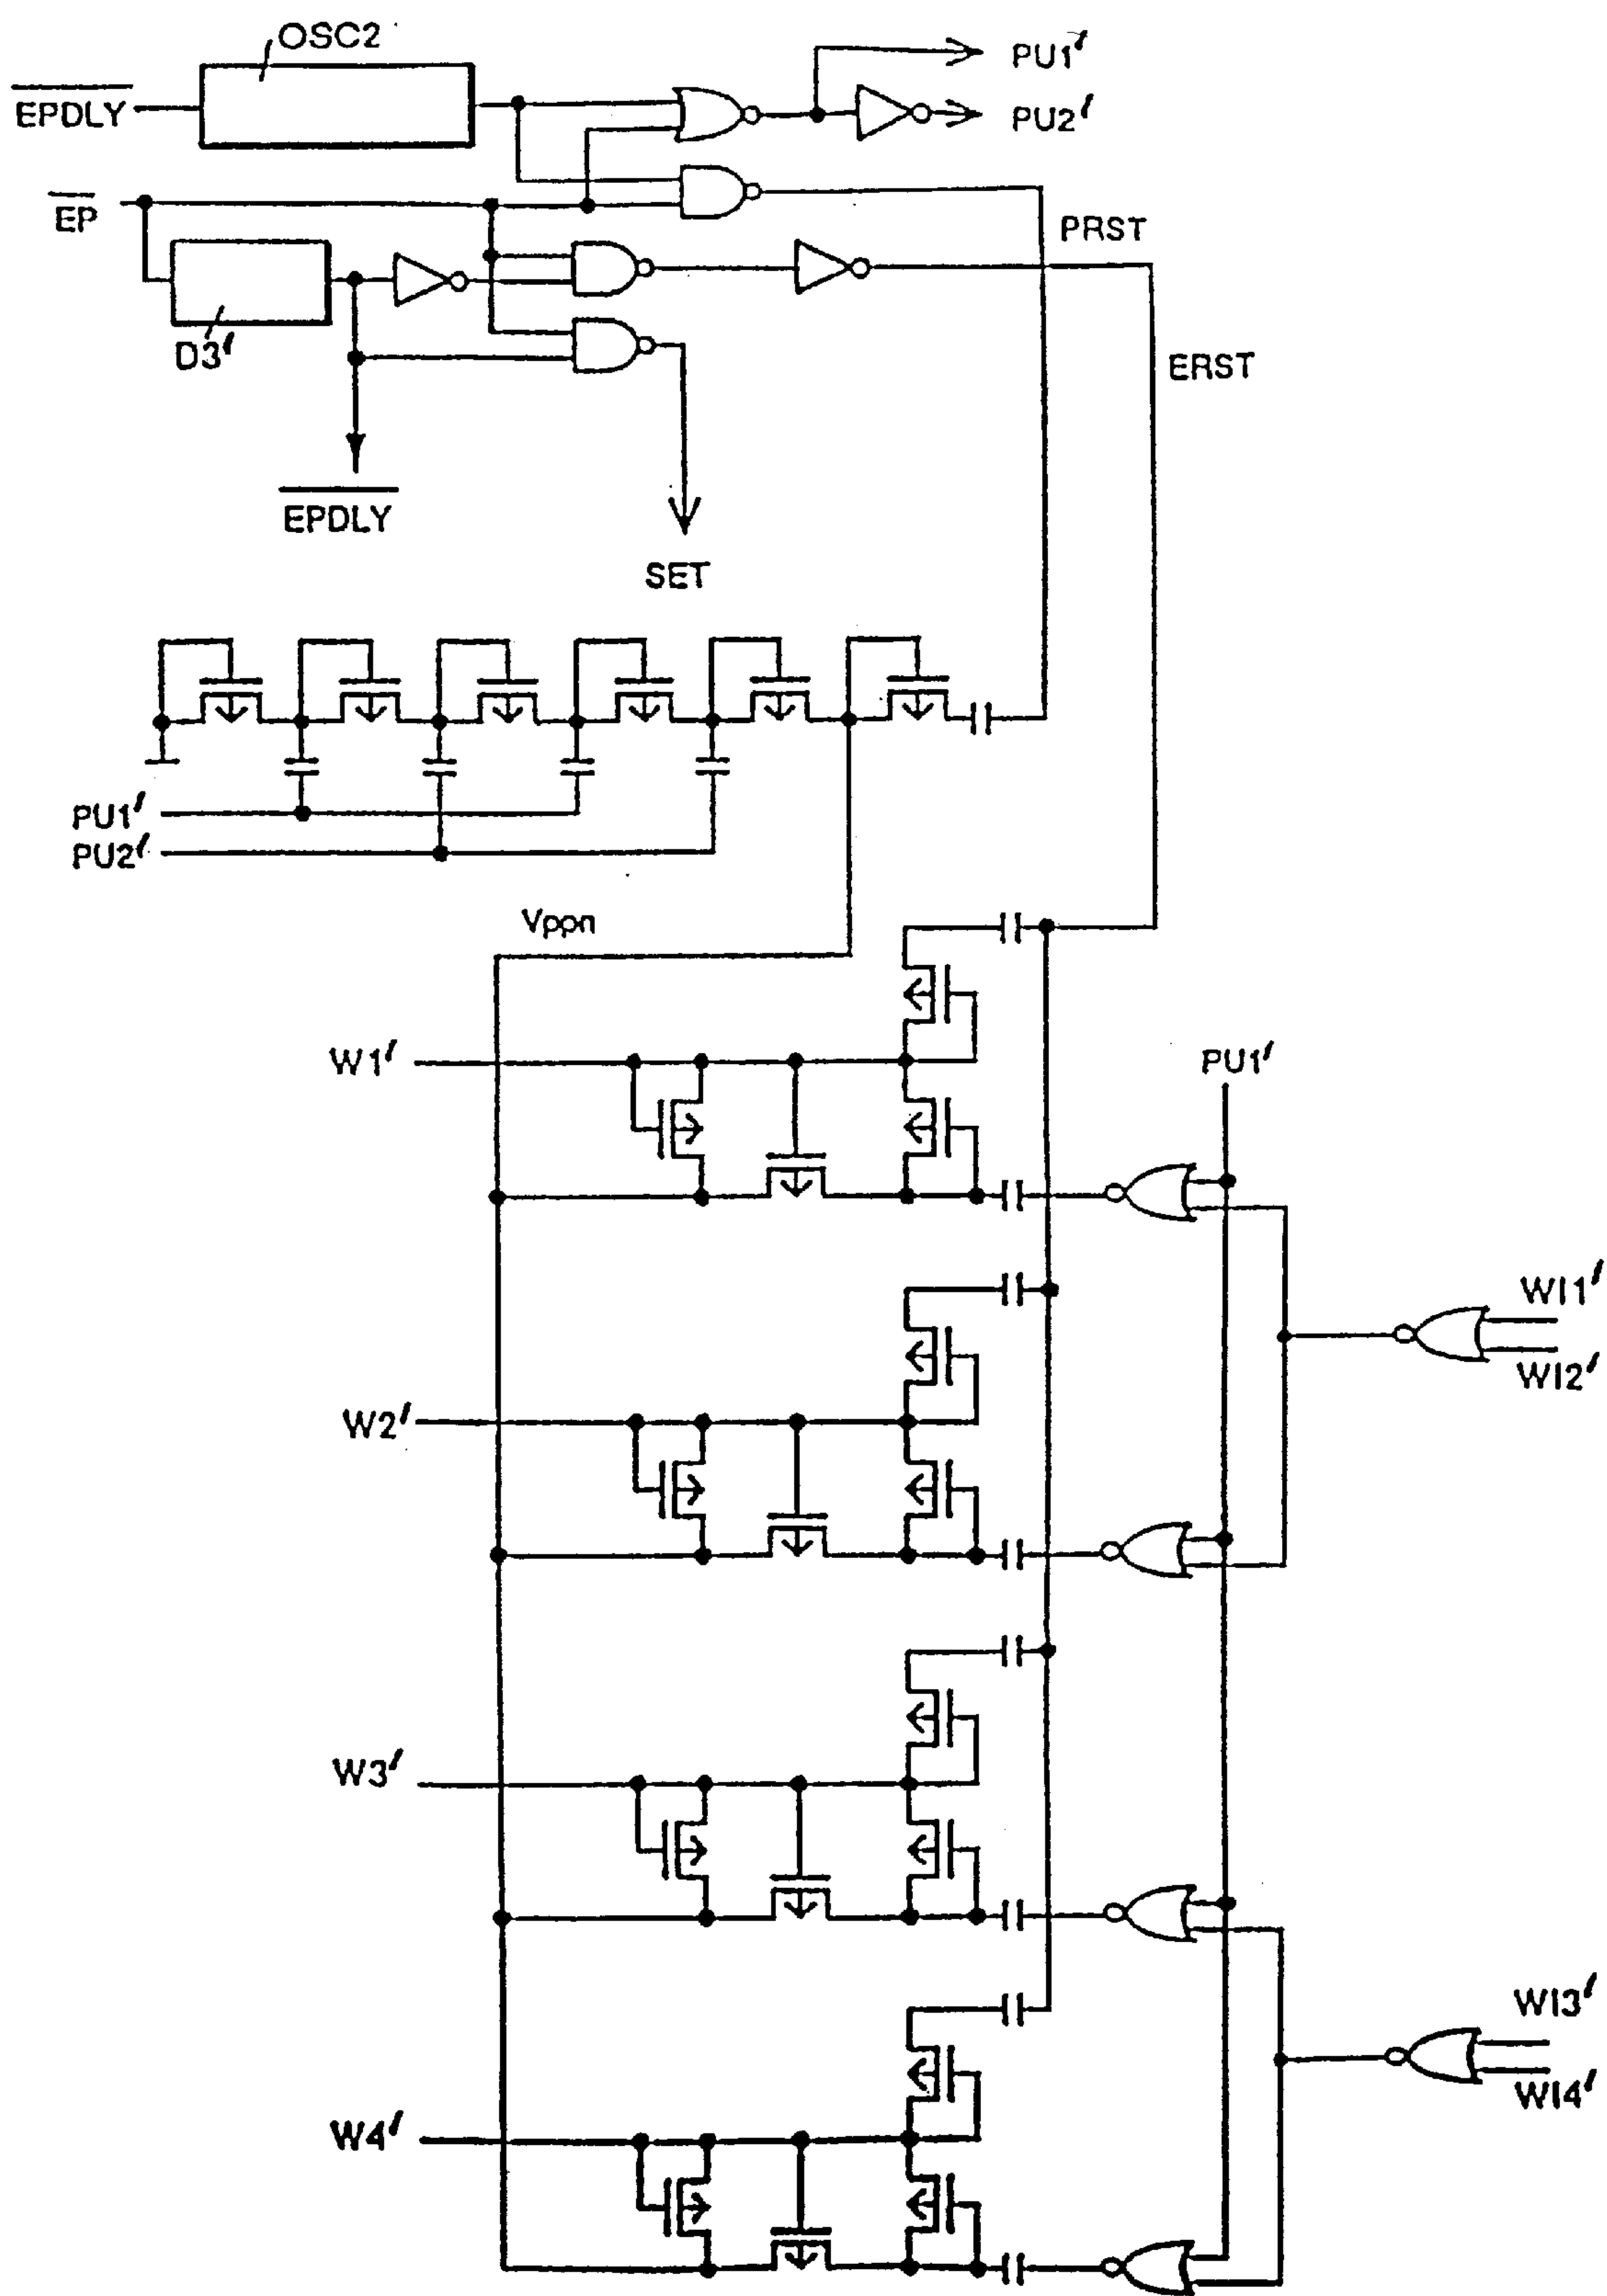 OSC2
PU1′
EPDLY
PU2′
EP
PRST
D3′
ERST
EPDLY
SET
PU1′
PU2′
Vppn
W1′
PU1′
WI1′
WI2′
W2′
W3′
WI3′
WI4′
W4′